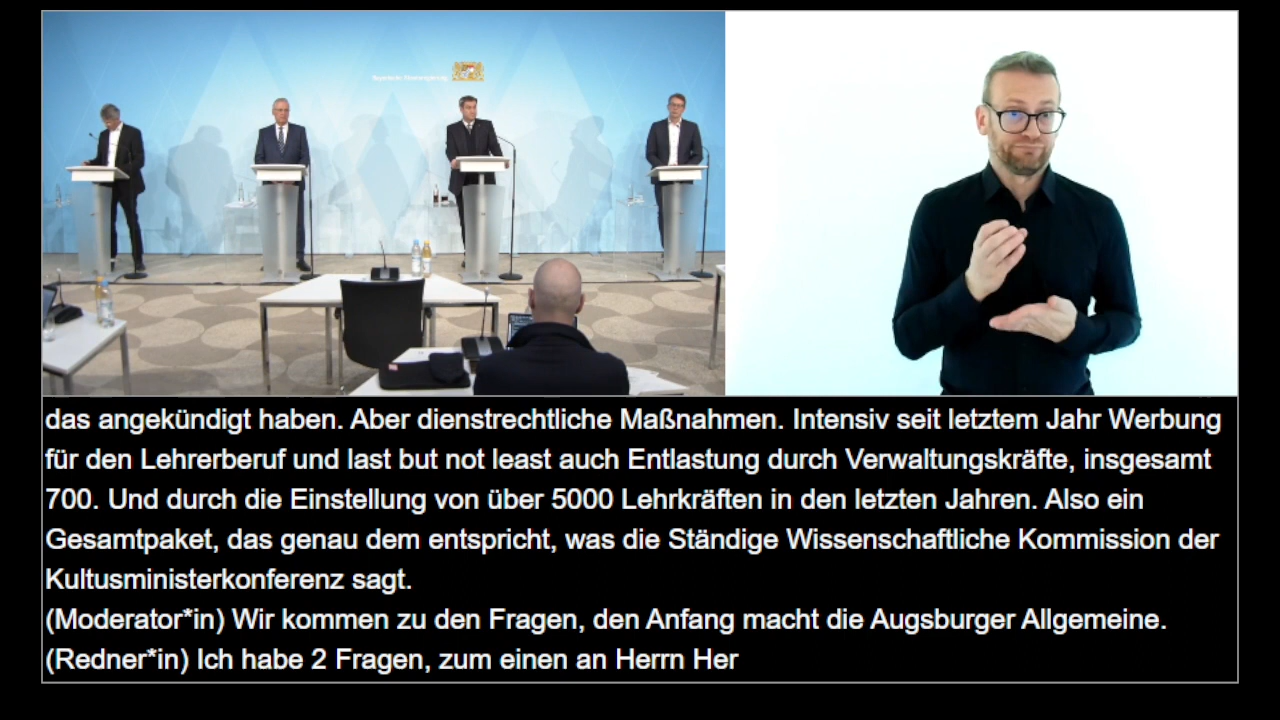 Bayerische Staatsregierung
das angekündigt haben. Aber dienstrechtliche Maßnahmen. Intensiv seit letztem Jahr Werbung
für den Lehrerberuf und last but not least auch Entlastung durch Verwaltungskräfte, insgesamt
700. Und durch die Einstellung von über 5000 Lehrkräften in den letzten Jahren. Also ein
Gesamtpaket, das genau dem entspricht, was die Ständige Wissenschaftliche Kommission der
Kultusministerkonferenz sagt.
(Moderator*in) Wir kommen zu den Fragen, den Anfang macht die Augsburger Allgemeine.
(Redner*in) Ich habe 2 Fragen, zum einen an Herrn Her